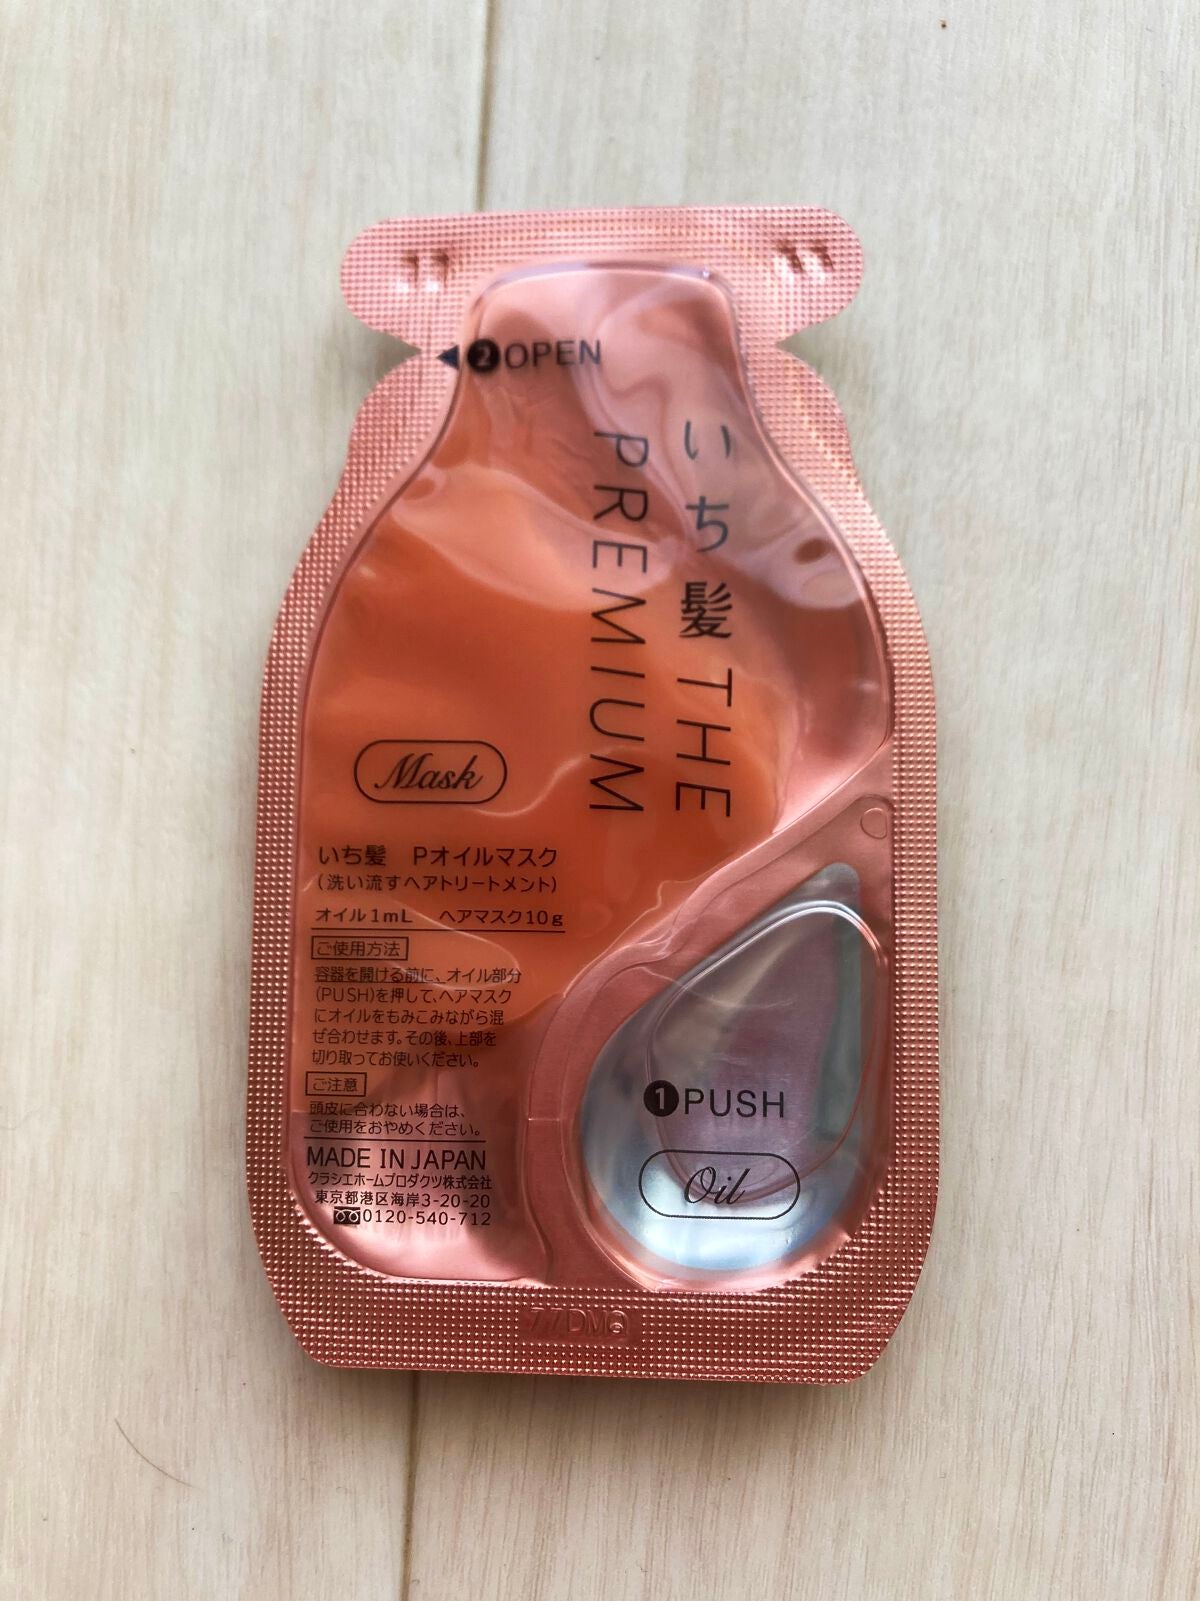 ❷OPEN
いち髪 THE
PREMIUM
Mask
いち髪 Pオイルマスク
(洗い流すヘアトリートメント)
オイル1mL ヘアマスク10g
ご使用方法
容器を開ける前に、オイル部分
(PUSH)を押して、ヘアマスク
にオイルをもみこみながら混
ぜ合わせます。その後、上部を
切り取ってお使いください。
ご注意
頭皮に合わない場合は、
ご使用をおやめください。
MADE IN JAPAN
クラシエホームプロダクツ株式会社
東京都港区海岸3-20-20
0120-540-712
❶PUSH
Oil
77DMQ